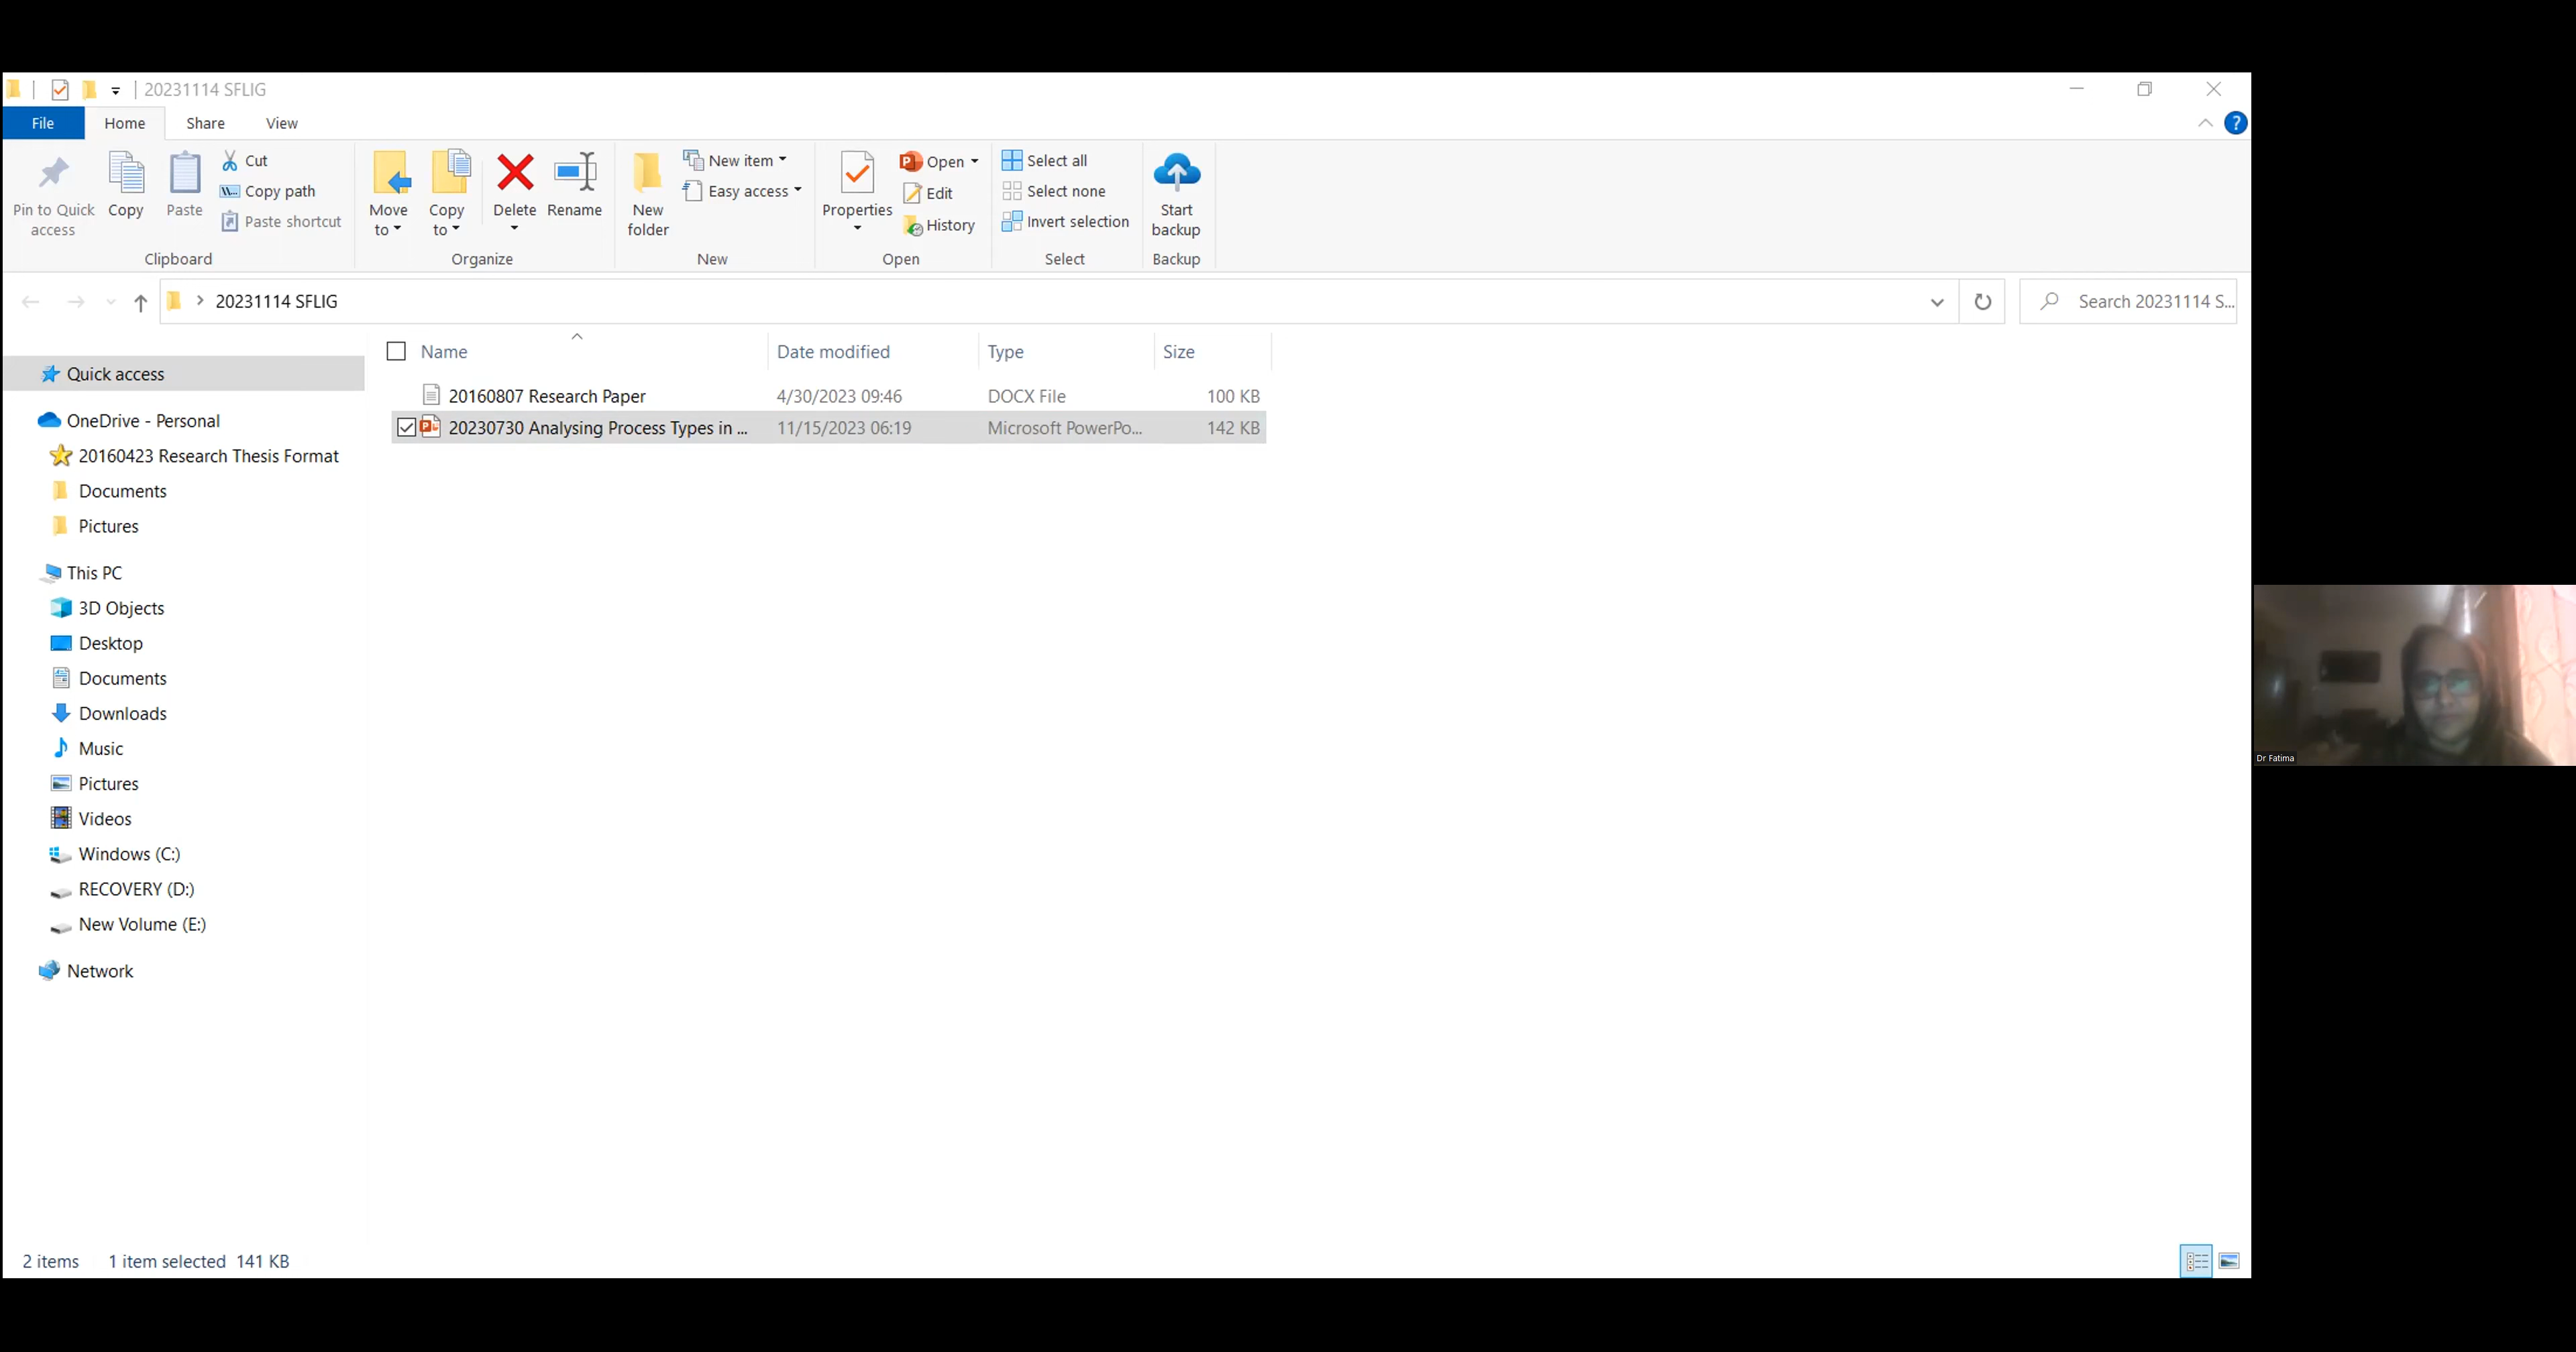 20231114 SFLIG
File Home Share View
Pin to Quick access
Copy
Paste
Cut
Copy path
Paste shortcut
Clipboard
Move to
Copy to
Delete
Rename
Organize
New folder
New item
Easy access
New
Properties
Open
Edit
History
Open
Select all
Select none
Invert selection
Select
Start backup
Backup
20231114 SFLIG
Search 20231114 S...
Name Date modified Type Size
20160807 Research Paper 4/30/2023 09:46 DOCX File 100 KB
20230730 Analysing Process Types in ... 11/15/2023 06:19 Microsoft PowerPo... 142 KB
Quick access
OneDrive - Personal
20160423 Research Thesis Format
Documents
Pictures
This PC
3D Objects
Desktop
Documents
Downloads
Music
Pictures
Videos
Windows (C:)
RECOVERY (D:)
New Volume (E:)
Network
2 items 1 item selected 141 KB
Dr Fatima